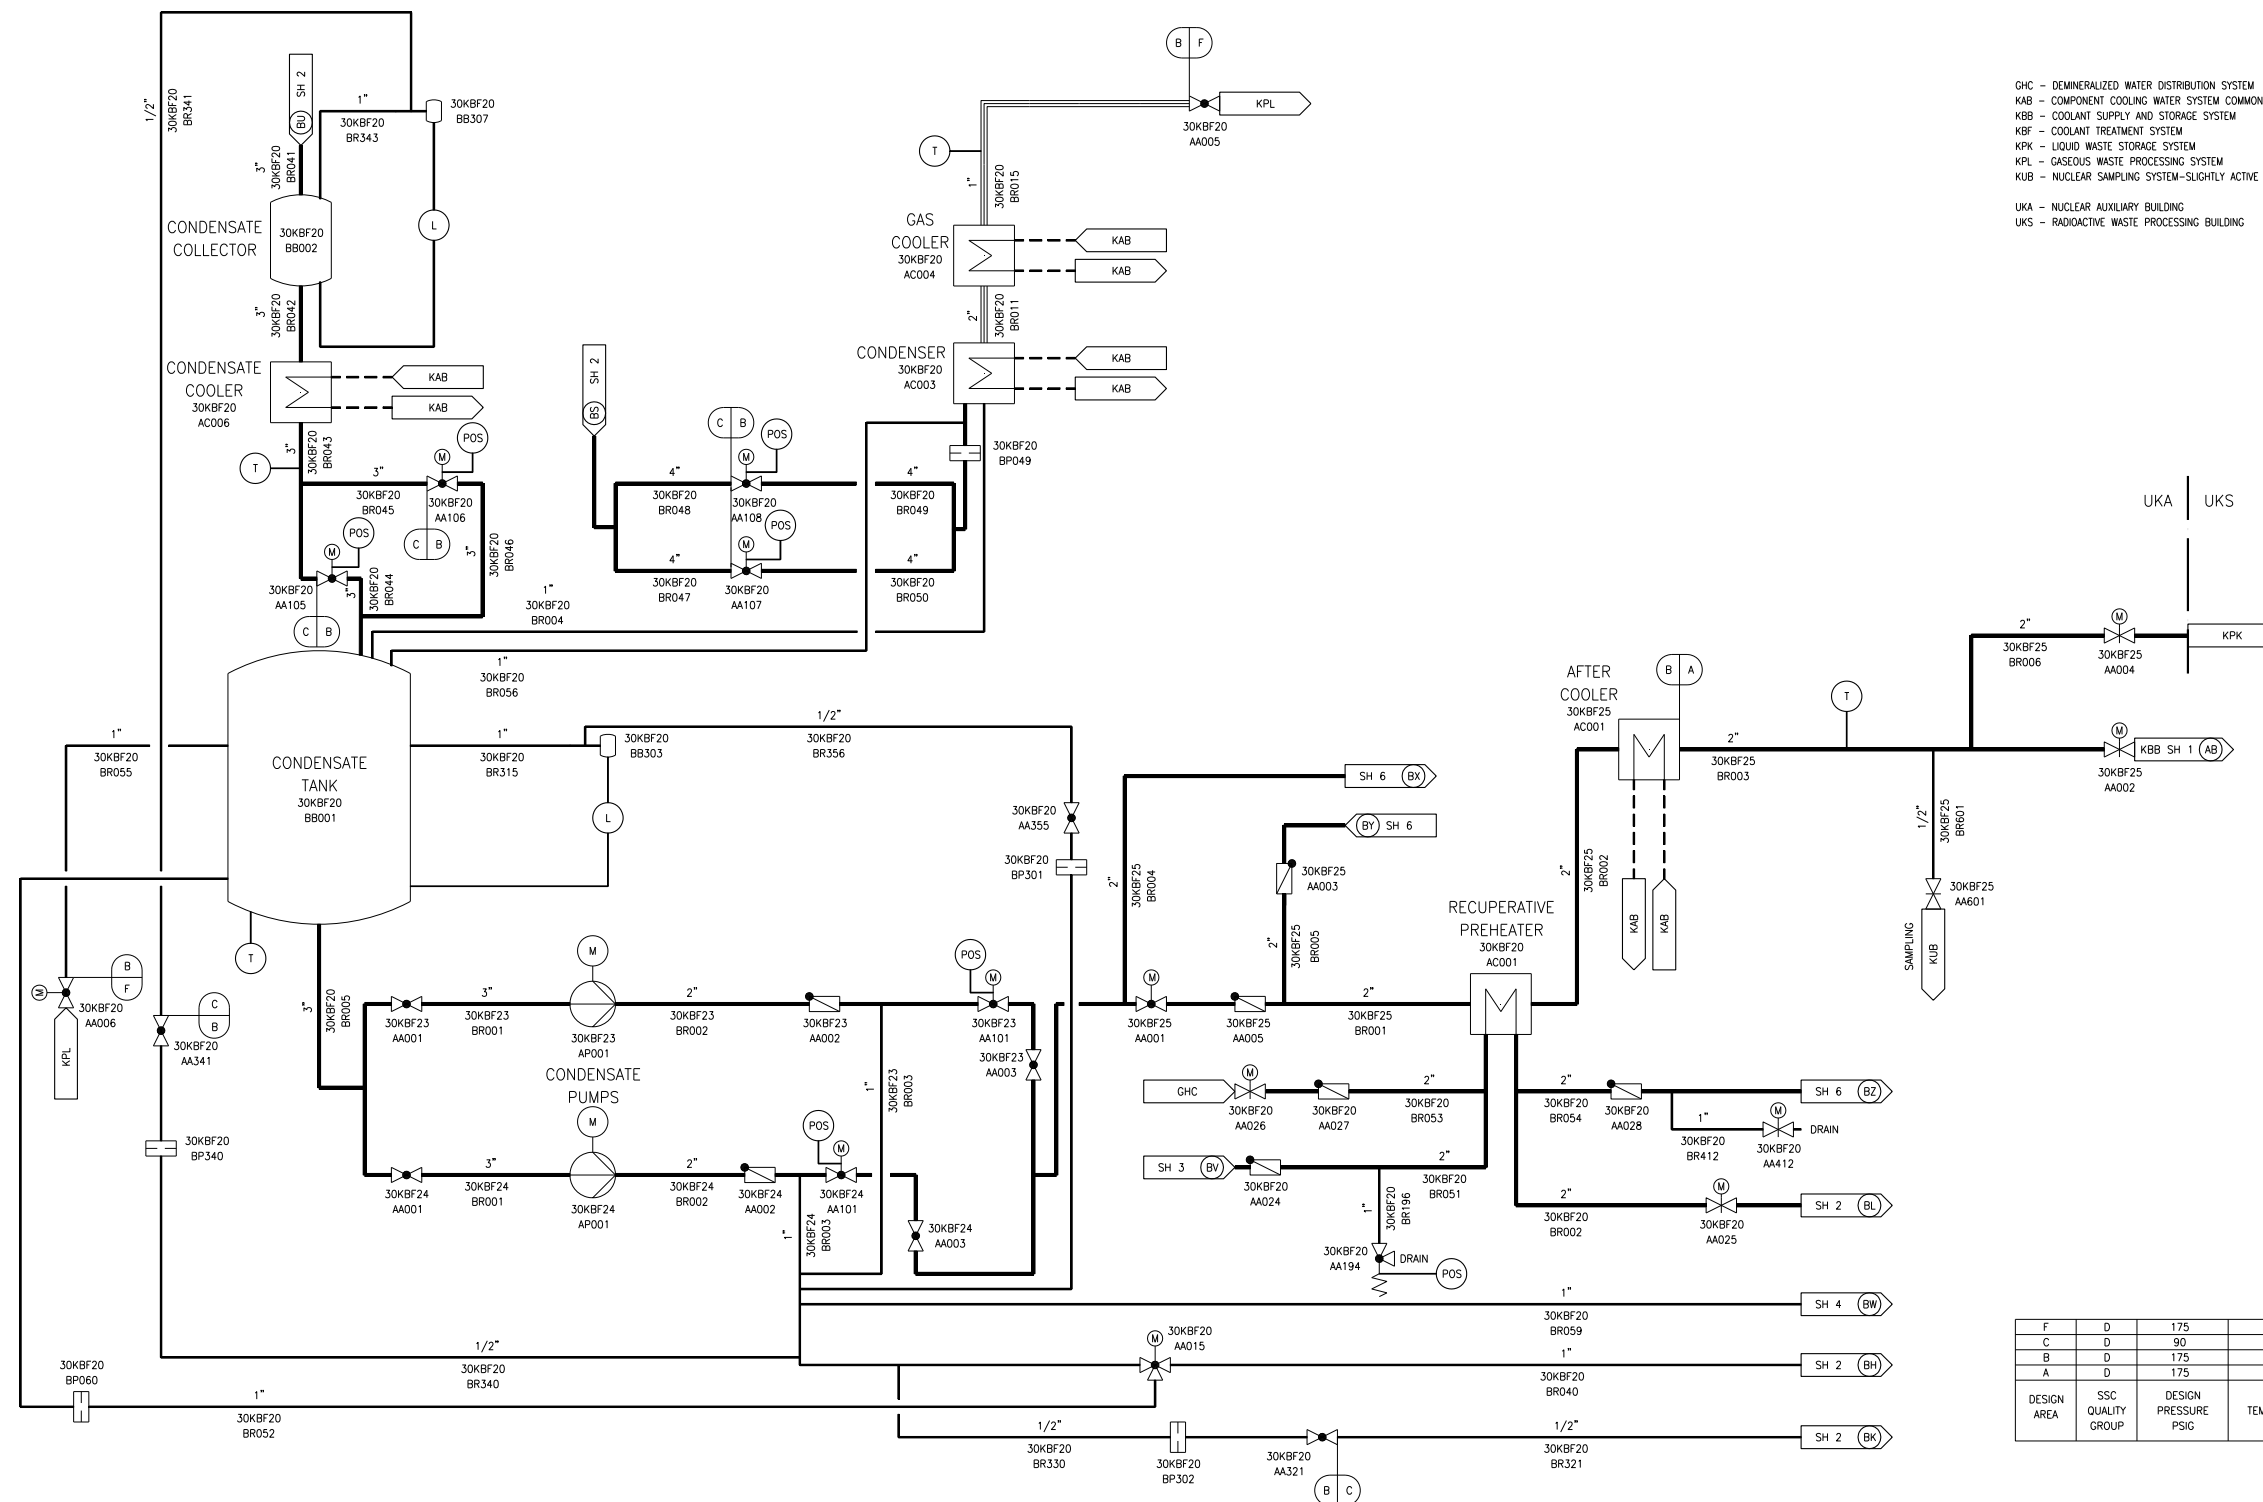 GHC – DEMINERALIZED WATER DISTRIBUTION SYSTEM
KAB – COMPONENT COOLING WATER SYSTEM COMMON
KBB – COOLANT SUPPLY AND STORAGE SYSTEM
KBF – COOLANT TREATMENT SYSTEM
KPK – LIQUID WASTE STORAGE SYSTEM
KPL – GASEOUS WASTE PROCESSING SYSTEM
KUB – NUCLEAR SAMPLING SYSTEM–SLIGHTLY ACTIVE
UKA – NUCLEAR AUXILIARY BUILDING
UKS – RADIOACTIVE WASTE PROCESSING BUILDING
1/2"
30KBF20
BR341
SH 2
BU
1"
30KBF20
BR343
30KBF20
BB307
3"
30KBF20
BR041
CONDENSATE
COLLECTOR
30KBF20
BB002
L
3"
30KBF20
BR042
CONDENSATE
COOLER
30KBF20
AC006
KAB
KAB
3"
30KBF20
BR043
T
3"
30KBF20
BR045
M
POS
30KBF20
AA106
C B
3"
30KBF20
BR046
M
POS
30KBF20
AA105
3"
30KBF20
BR044
C B
B F
KPL
30KBF20
AA005
T
1"
30KBF20
BR015
GAS
COOLER
30KBF20
AC004
KAB
KAB
2"
30KBF20
BR011
CONDENSER
30KBF20
AC003
KAB
KAB
30KBF20
BP049
SH 2
BS
C B
M
POS
4"
30KBF20
BR048
30KBF20
AA108
4"
30KBF20
BR049
M
POS
4"
30KBF20
BR047
30KBF20
AA107
4"
30KBF20
BR050
1"
30KBF20
BR004
1"
30KBF20
BR056
1"
30KBF20
BR055
CONDENSATE
TANK
30KBF20
BB001
T
1"
30KBF20
BR315
30KBF20
BB303
L
1/2"
30KBF20
BR356
30KBF20
AA355
30KBF20
BP301
M
B
F
30KBF20
AA006
KPL
C
B
30KBF20
AA341
30KBF20
BP340
3"
30KBF20
BR005
30KBF23
AA001
3"
30KBF23
BR001
M
30KBF23
AP001
2"
30KBF23
BR002
30KBF23
AA002
POS
M
30KBF23
AA101
30KBF23
AA003
CONDENSATE
PUMPS
1"
30KBF23
BR003
30KBF24
AA001
3"
30KBF24
BR001
M
30KBF24
AP001
2"
30KBF24
BR002
30KBF24
AA002
POS
M
30KBF24
AA101
1"
30KBF24
BR003
30KBF24
AA003
SH 6 BX
BY SH 6
2"
30KBF25
BR004
30KBF25
AA003
2"
30KBF25
BR005
M
30KBF25
AA001
30KBF25
AA005
2"
30KBF25
BR001
RECUPERATIVE
PREHEATER
30KBF20
AC001
2"
30KBF25
BR002
AFTER
COOLER
30KBF25
AC001
B A
KAB
KAB
2"
30KBF25
BR003
T
UKA
UKS
2"
30KBF25
BR006
M
30KBF25
AA004
KPK
M
30KBF25
AA002
KBB SH 1 AB
1/2"
30KBF25
BR601
30KBF25
AA601
SAMPLING
KUB
GHC
M
30KBF20
AA026
30KBF20
AA027
2"
30KBF20
BR053
2"
30KBF20
BR054
30KBF20
AA028
SH 6 BZ
1"
30KBF20
BR412
M
30KBF20
AA412
DRAIN
SH 3 BV
30KBF20
AA024
2"
30KBF20
BR051
1"
30KBF20
BR196
30KBF20
AA194
DRAIN
POS
2"
30KBF20
BR002
M
30KBF20
AA025
SH 2 BL
1"
30KBF20
BR059
SH 4 BW
M
30KBF20
AA015
1"
30KBF20
BR040
SH 2 BH
1/2"
30KBF20
BR340
30KBF20
BP060
1"
30KBF20
BR052
1/2"
30KBF20
BR330
30KBF20
BP302
30KBF20
AA321
B C
1/2"
30KBF20
BR321
SH 2 BK
F D 175
C D 90
B D 175
A D 175
DESIGN AREA
SSC QUALITY GROUP
DESIGN PRESSURE PSIG